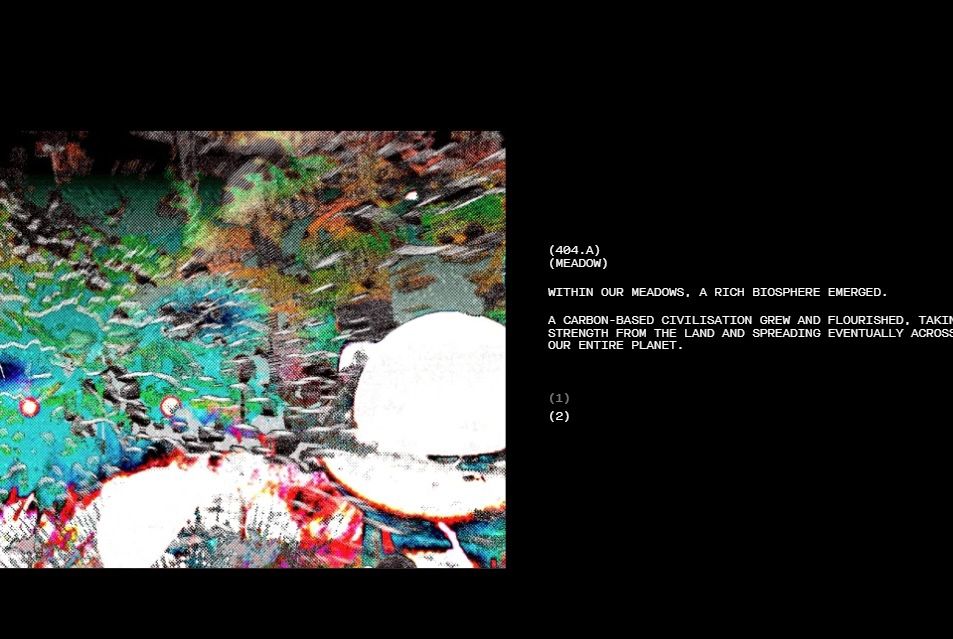 (404.A)
(MEADOW)
WITHIN OUR MEADOWS, A RICH BIOSPHERE EMERGED.
A CARBON-BASED CIVILISATION GREW AND FLOURISHED, TAKIN
STRENGTH FROM THE LAND AND SPREADING EVENTUALLY ACROSS
OUR ENTIRE PLANET.
(1)
(2)